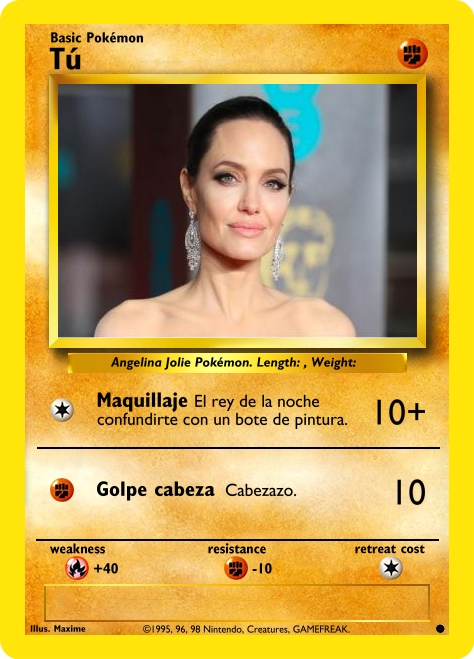 Basic Pokémon
Tú
Angelina Jolie Pokémon. Length: , Weight:
Maquillaje El rey de la noche
confundirte con un bote de pintura.
10+
Golpe cabeza Cabezazo.
10
weakness
resistance
retreat cost
+40
-10
Illus. Maxime
©1995, 96, 98 Nintendo, Creatures, GAMEFREAK.